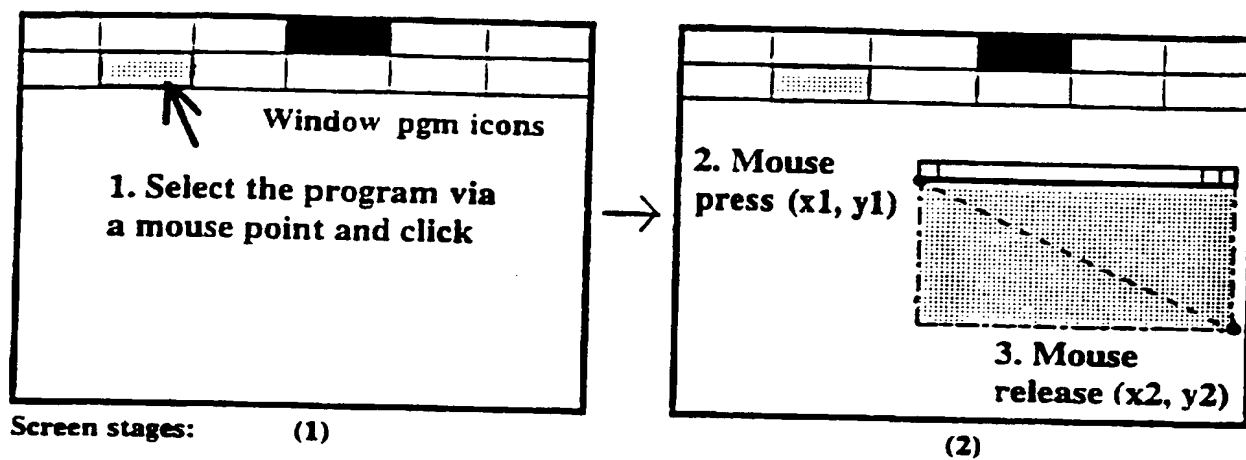 Window pgm icons
1. Select the program via
a mouse point and click
2. Mouse
press (x1, y1)
3. Mouse
release (x2, y2)
Screen stages: (1)
(2)